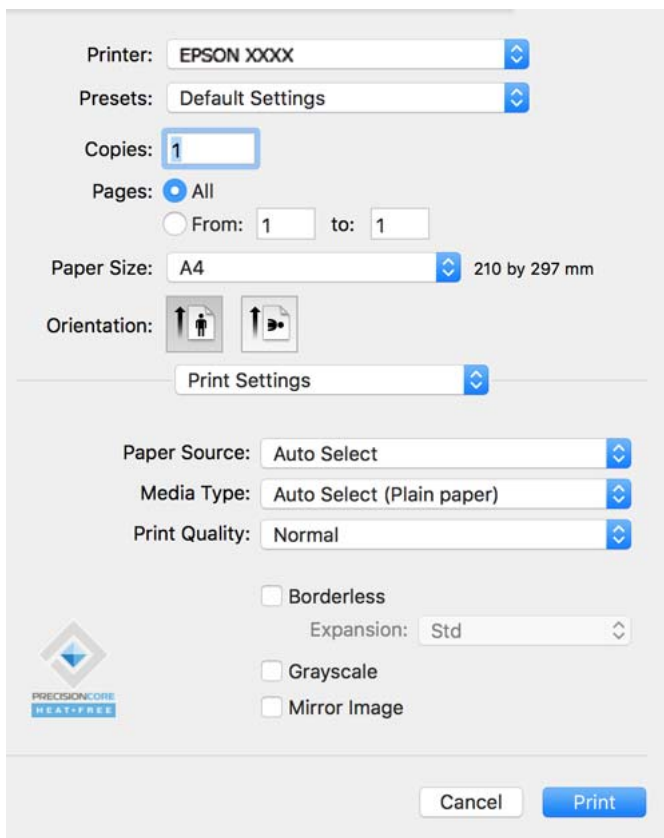 Printer: EPSON XXXX
Presets: Default Settings
Copies: 1
Pages: All
From: 1 to: 1
Paper Size: A4 210 by 297 mm
Orientation:
Print Settings
Paper Source: Auto Select
Media Type: Auto Select (Plain paper)
Print Quality: Normal
Borderless
Expansion: Std
Grayscale
PRECISIONCORE
HEAT•FREE
Mirror Image
Cancel Print